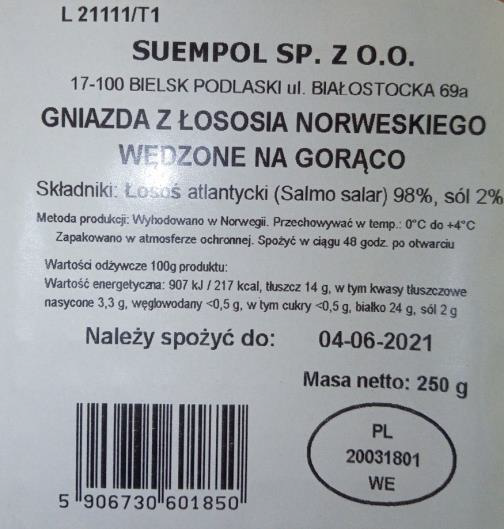 L 21111/T1
SUEMPOL SP. Z O.O.
17-100 BIELSK PODLASKI ul. BIAŁOSTOCKA 69a
GNIAZDA Z ŁOSOSIA NORWESKIEGO
WĘDZONE NA GORĄCO
Składniki: Łosoś atlantycki (Salmo salar) 98%, sól 2%
Metoda produkcji: Wyhodowano w Norwegii. Przechowywać w temp.: 0°C do +4°C
Zapakowano w atmosferze ochronnej. Spożyć w ciągu 48 godz. po otwarciu
Wartości odżywcze 100g produktu:
Wartość energetyczna: 907 kJ / 217 kcal, tłuszcz 14 g, w tym kwasy tłuszczowe
nasycone 3,3 g, węglowodany <0,5 g, w tym cukry <0,5 g, białko 24 g, sól 2 g
Należy spożyć do: 04-06-2021
Masa netto: 250 g
PL
20031801
WE
5 906730 601850